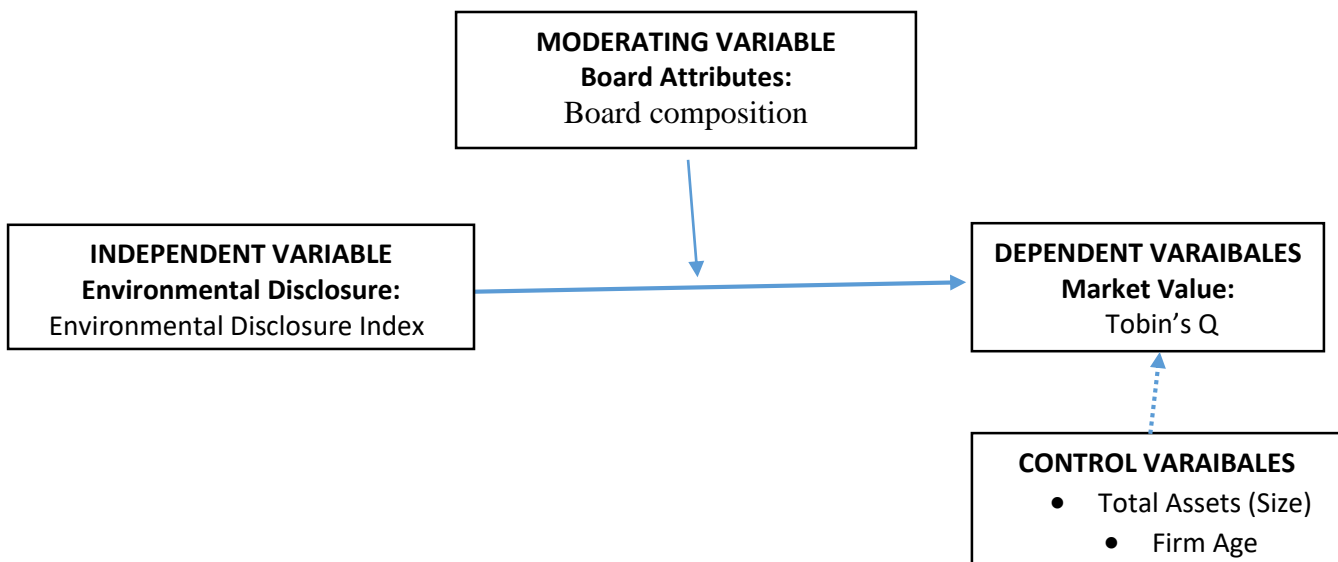 MODERATING VARIABLE
Board Attributes:
Board composition
INDEPENDENT VARIABLE
Environmental Disclosure:
Environmental Disclosure Index
DEPENDENT VARAIBALES
Market Value:
Tobin’s Q
CONTROL VARAIBALES
● Total Assets (Size)
● Firm Age